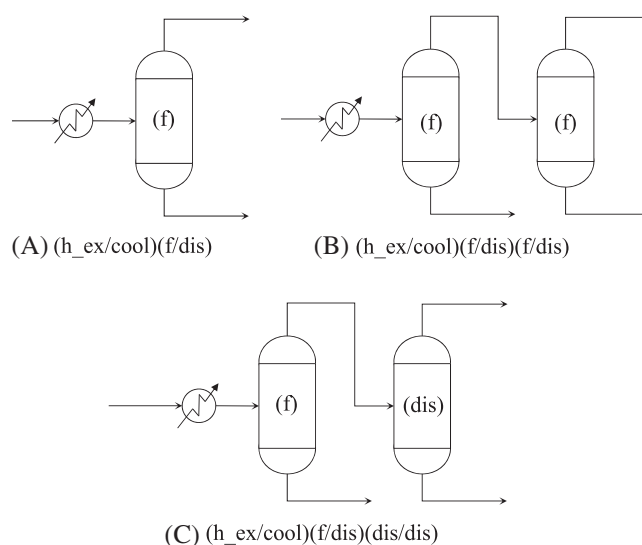 (f)
(f)
(f)
(A) (h_ex/cool)(f/dis)
(B) (h_ex/cool)(f/dis)(f/dis)
(f)
(dis)
(C) (h_ex/cool)(f/dis)(dis/dis)